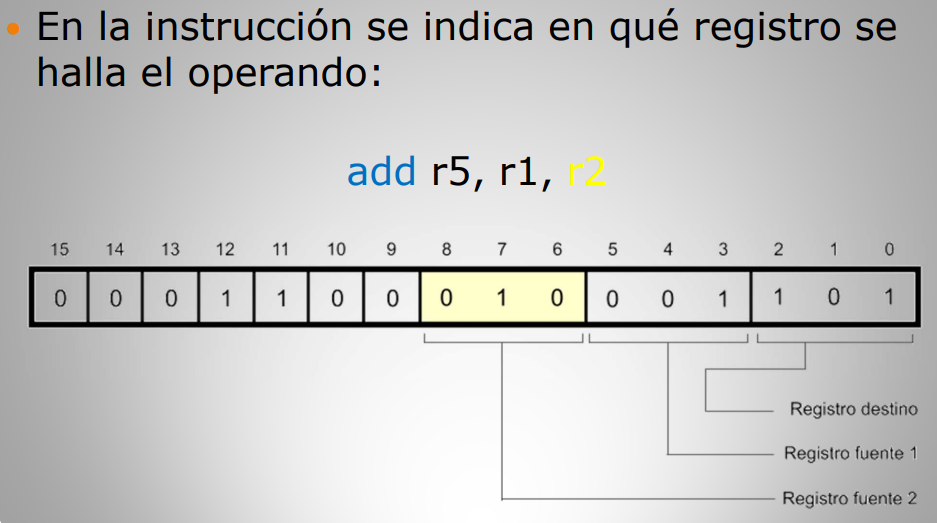 • En la instrucción se indica en qué registro se
halla el operando:
add r5, r1, r2
15 14 13 12 11 10 9 8 7 6 5 4 3 2 1 0
0 0 0 1 1 0 0 0 1 0 0 0 1 1 0 1
Registro destino
Registro fuente 1
Registro fuente 2